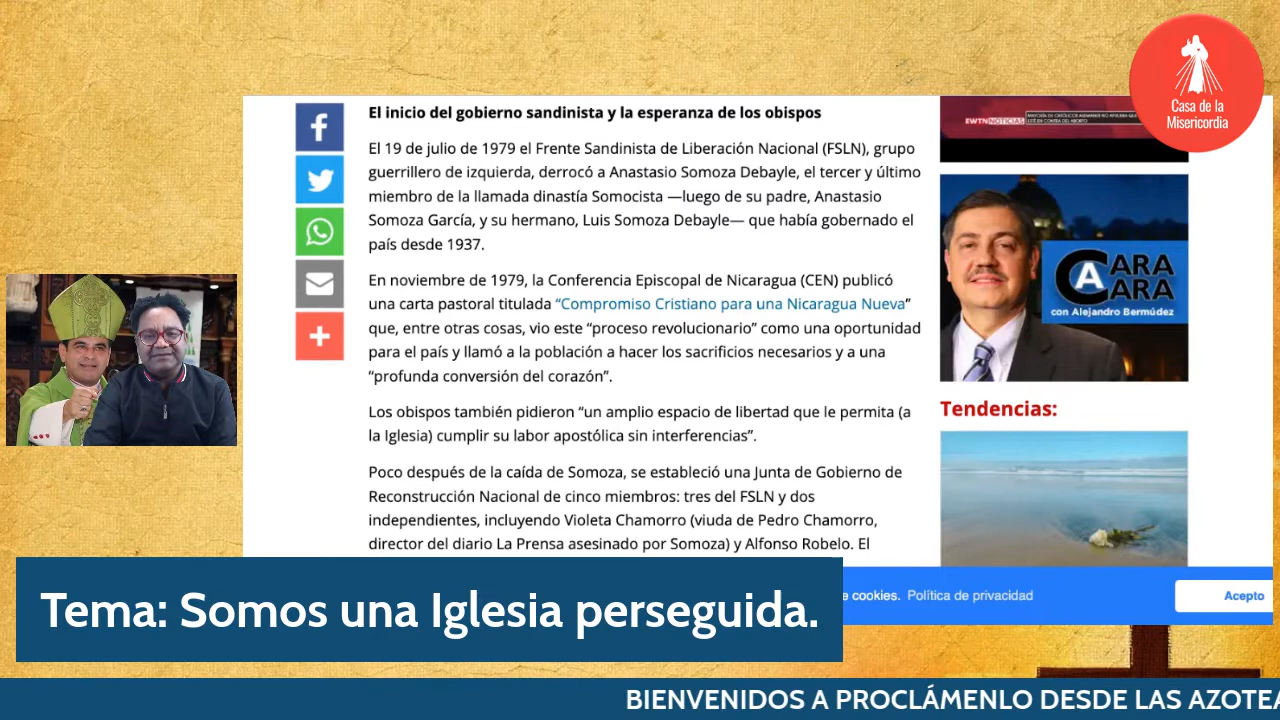 Casa de la
Misericordia
EWTN NOTICIAS
El inicio del gobierno sandinista y la esperanza de los obispos
El 19 de julio de 1979 el Frente Sandinista de Liberación Nacional (FSLN), grupo
guerrillero de izquierda, derrocó a Anastasio Somoza Debayle, el tercer y último
miembro de la llamada dinastía Somocista —luego de su padre, Anastasio
Somoza García, y su hermano, Luis Somoza Debayle— que había gobernado el
país desde 1937.
En noviembre de 1979, la Conferencia Episcopal de Nicaragua (CEN) publicó
una carta pastoral titulada “Compromiso Cristiano para una Nicaragua Nueva”
que, entre otras cosas, vio este “proceso revolucionario” como una oportunidad
para el país y llamó a la población a hacer los sacrificios necesarios y a una
“profunda conversión del corazón”.
Los obispos también pidieron “un amplio espacio de libertad que le permita (a
la Iglesia) cumplir su labor apostólica sin interferencias”.
Poco después de la caída de Somoza, se estableció una Junta de Gobierno de
Reconstrucción Nacional de cinco miembros: tres del FSLN y dos
independientes, incluyendo Violeta Chamorro (viuda de Pedro Chamorro,
director del diario La Prensa asesinado por Somoza) y Alfonso Robelo. El
CARA
A
CARA
con Alejandro Bermúdez
Tendencias:
e cookies. Política de privacidad
Acepto
Tema: Somos una Iglesia perseguida.
BIENVENIDOS A PROCLÁMENLO DESDE LAS AZOTEA